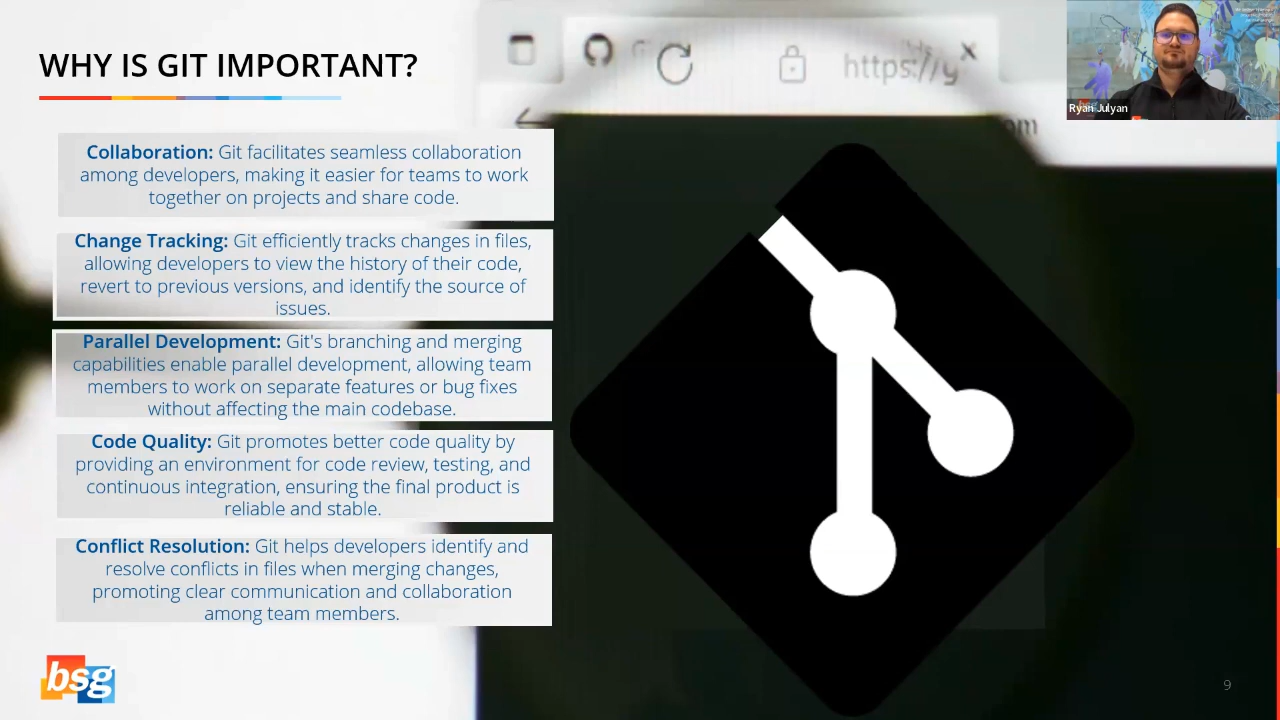 WHY IS GIT IMPORTANT?
https://y
Ryan Julyan
om
Collaboration: Git facilitates seamless collaboration
among developers, making it easier for teams to work
together on projects and share code.
Change Tracking: Git efficiently tracks changes in files,
allowing developers to view the history of their code,
revert to previous versions, and identify the source of
issues.
Parallel Development: Git's branching and merging
capabilities enable parallel development, allowing team
members to work on separate features or bug fixes
without affecting the main codebase.
Code Quality: Git promotes better code quality by
providing an environment for code review, testing, and
continuous integration, ensuring the final product is
reliable and stable.
Conflict Resolution: Git helps developers identify and
resolve conflicts in files when merging changes,
promoting clear communication and collaboration
among team members.
bsg
9